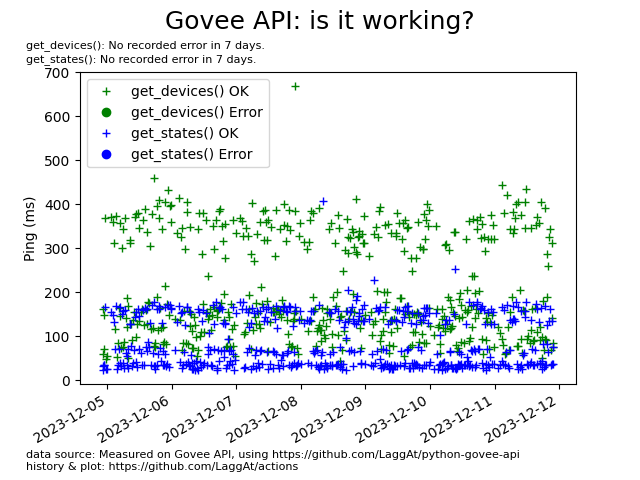 Govee API: is it working?
get_devices(): No recorded error in 7 days.
get_states(): No recorded error in 7 days.
700
600
500
400
300
200
100
0
Ping (ms)
get_devices() OK
get_devices() Error
get_states() OK
get_states() Error
2023-12-05
2023-12-06
2023-12-07
2023-12-08
2023-12-09
2023-12-10
2023-12-11
2023-12-12
data source: Measured on Govee API, using https://github.com/LaggAt/python-govee-api
history & plot: https://github.com/LaggAt/actions